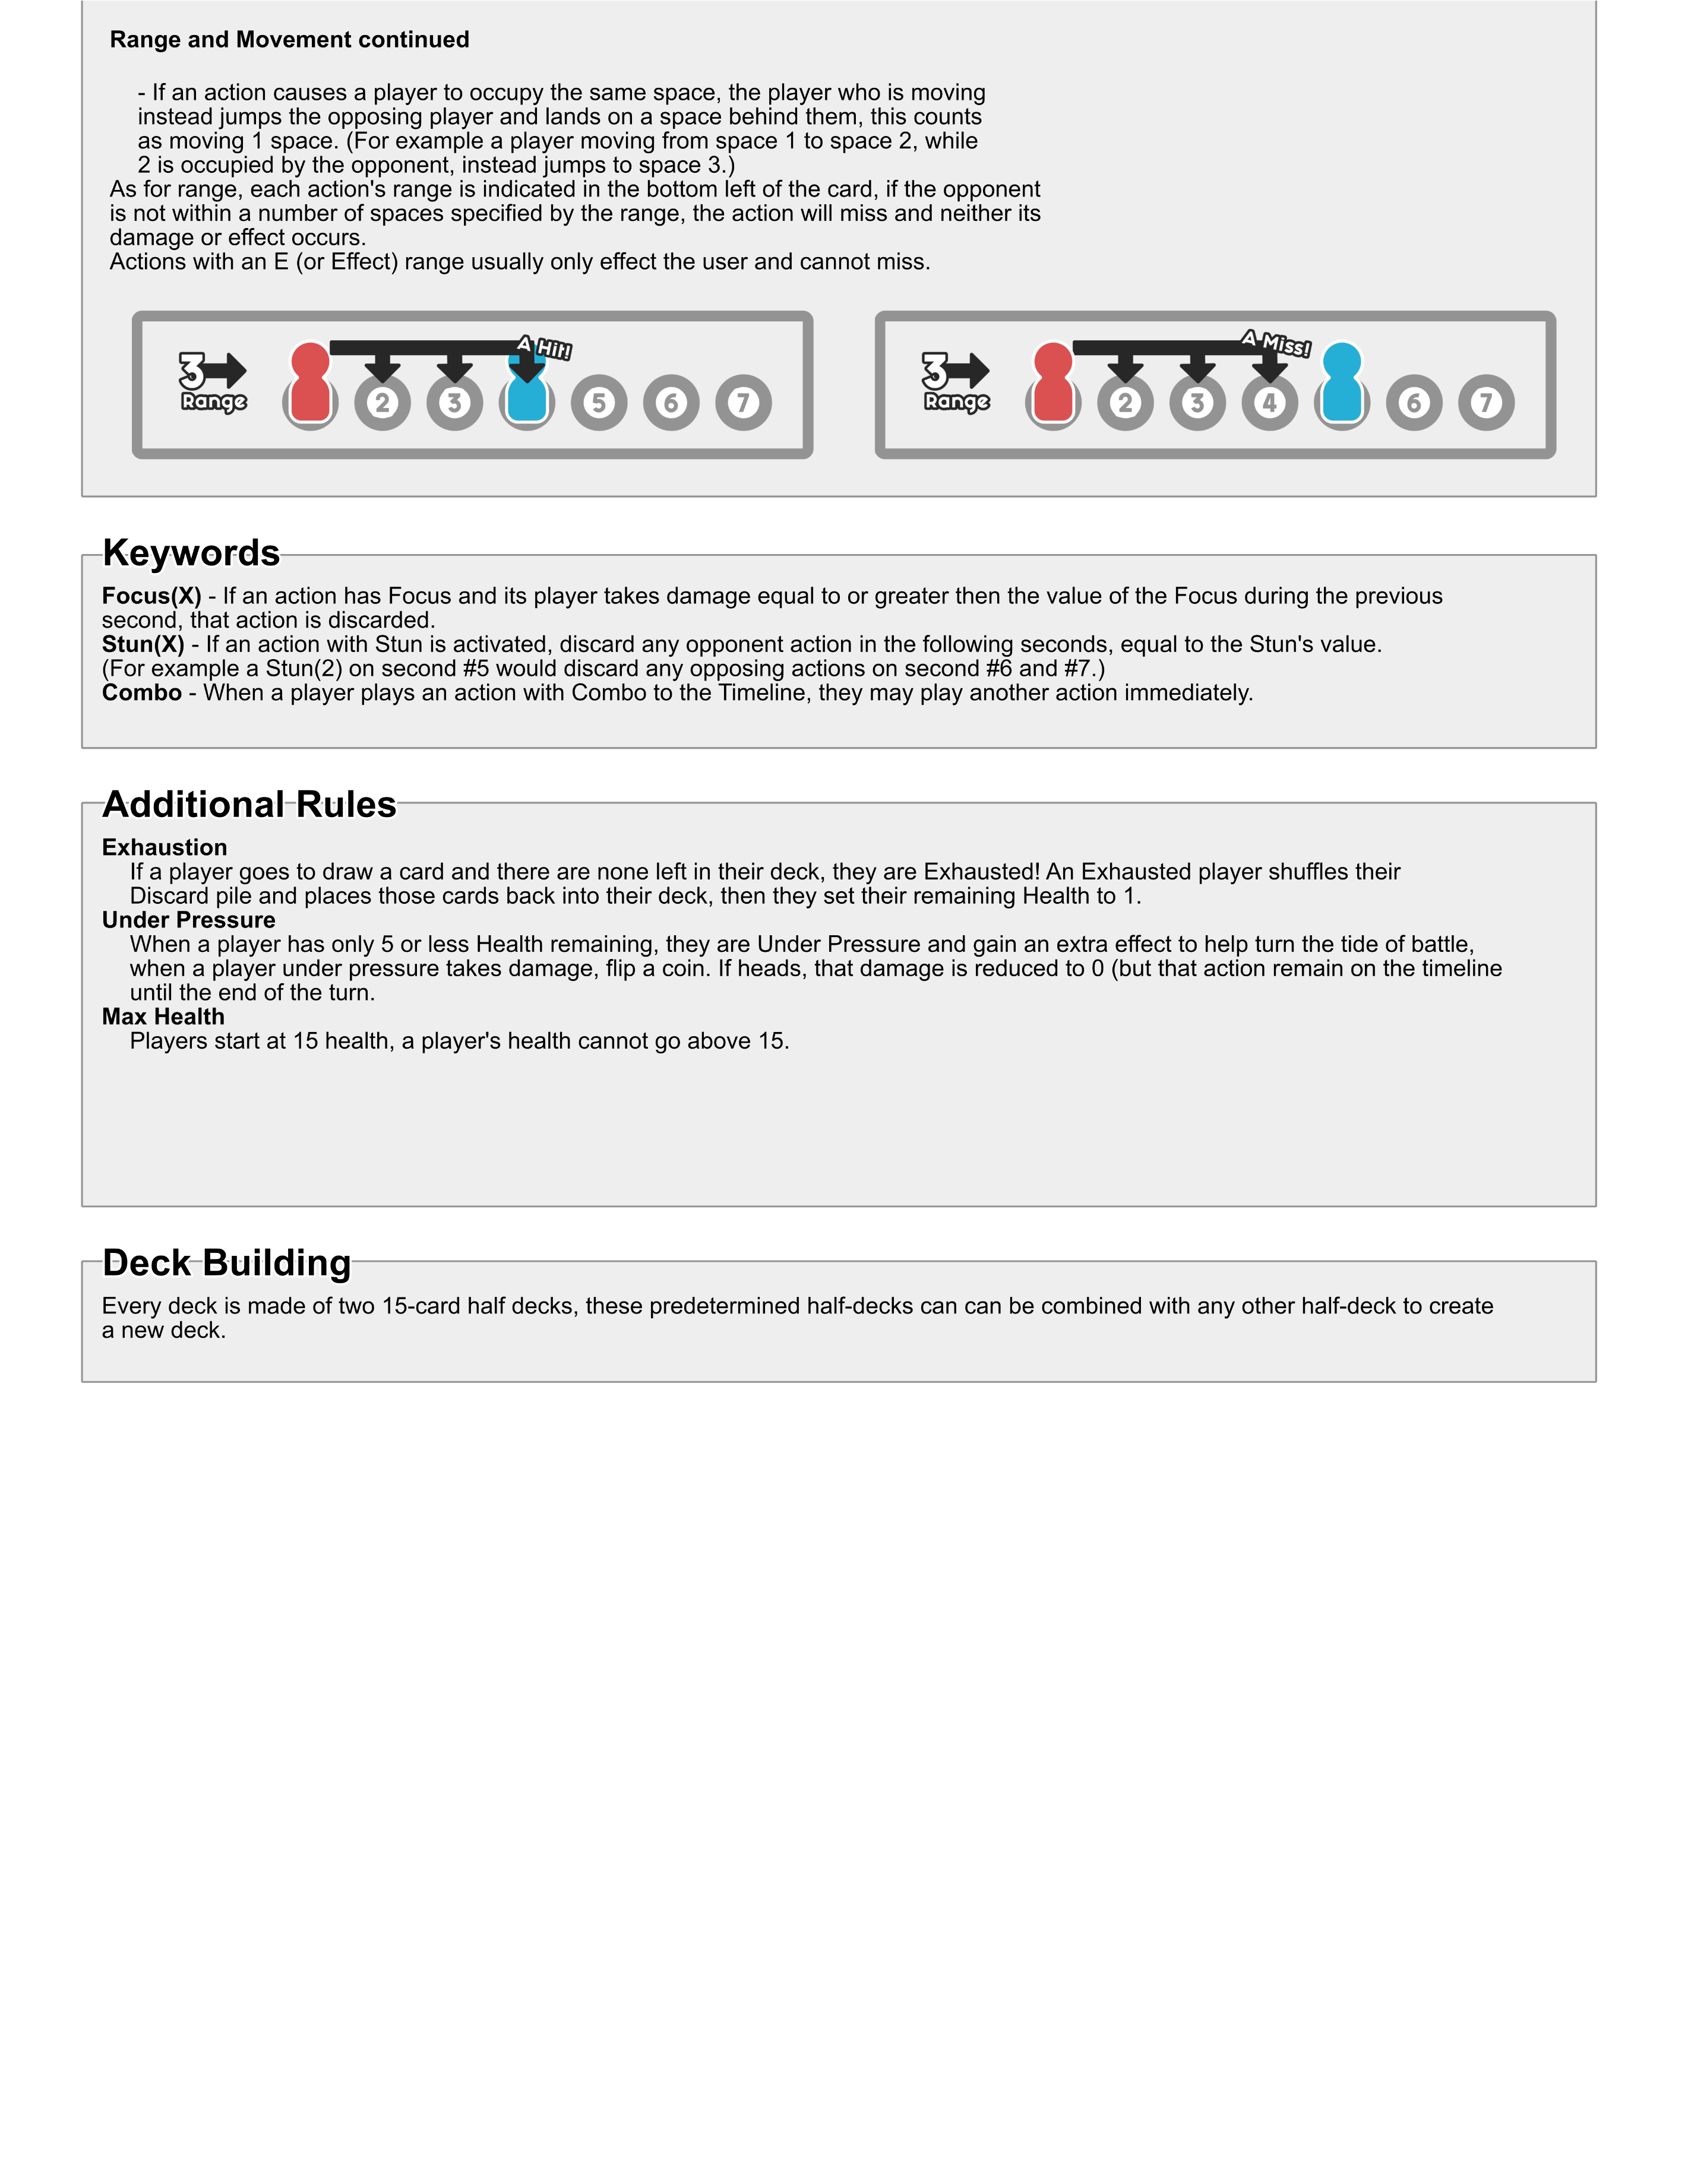 Range and Movement continued
- If an action causes a player to occupy the same space, the player who is moving
instead jumps the opposing player and lands on a space behind them, this counts
as moving 1 space. (For example a player moving from space 1 to space 2, while
2 is occupied by the opponent, instead jumps to space 3.)
As for range, each action's range is indicated in the bottom left of the card, if the opponent
is not within a number of spaces specified by the range, the action will miss and neither its
damage or effect occurs.
Actions with an E (or Effect) range usually only effect the user and cannot miss.
3 Range A Hit! 2 3 5 6 7
3 Range A Miss! 2 3 4 6 7
Keywords
Focus(X) - If an action has Focus and its player takes damage equal to or greater then the value of the Focus during the previous
second, that action is discarded.
Stun(X) - If an action with Stun is activated, discard any opponent action in the following seconds, equal to the Stun's value.
(For example a Stun(2) on second #5 would discard any opposing actions on second #6 and #7.)
Combo - When a player plays an action with Combo to the Timeline, they may play another action immediately.
Additional Rules
Exhaustion
If a player goes to draw a card and there are none left in their deck, they are Exhausted! An Exhausted player shuffles their
Discard pile and places those cards back into their deck, then they set their remaining Health to 1.
Under Pressure
When a player has only 5 or less Health remaining, they are Under Pressure and gain an extra effect to help turn the tide of battle,
when a player under pressure takes damage, flip a coin. If heads, that damage is reduced to 0 (but that action remain on the timeline
until the end of the turn.
Max Health
Players start at 15 health, a player's health cannot go above 15.
Deck Building
Every deck is made of two 15-card half decks, these predetermined half-decks can can be combined with any other half-deck to create
a new deck.